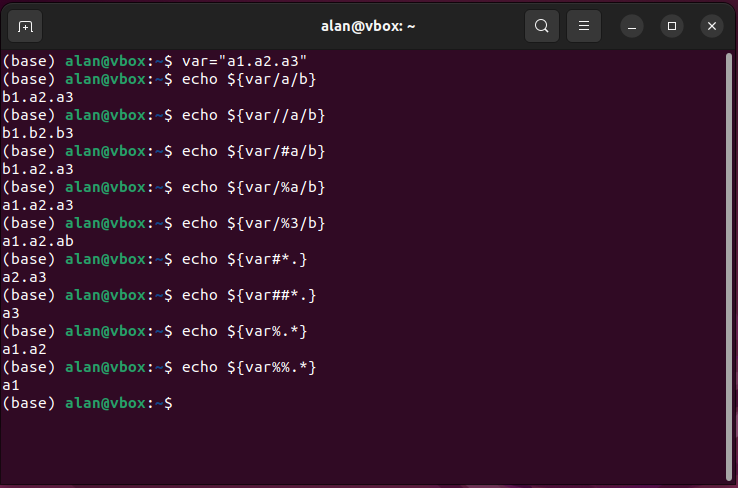 alan@vbox: ~
(base) alan@vbox:~$ var="a1.a2.a3"
(base) alan@vbox:~$ echo ${var/a/b}
b1.a2.a3
(base) alan@vbox:~$ echo ${var//a/b}
b1.b2.b3
(base) alan@vbox:~$ echo ${var/#a/b}
b1.a2.a3
(base) alan@vbox:~$ echo ${var/%a/b}
a1.a2.a3
(base) alan@vbox:~$ echo ${var/%3/b}
a1.a2.ab
(base) alan@vbox:~$ echo ${var#*.}
a2.a3
(base) alan@vbox:~$ echo ${var##*.}
a3
(base) alan@vbox:~$ echo ${var%.*}
a1.a2
(base) alan@vbox:~$ echo ${var%%.*}
a1
(base) alan@vbox:~$